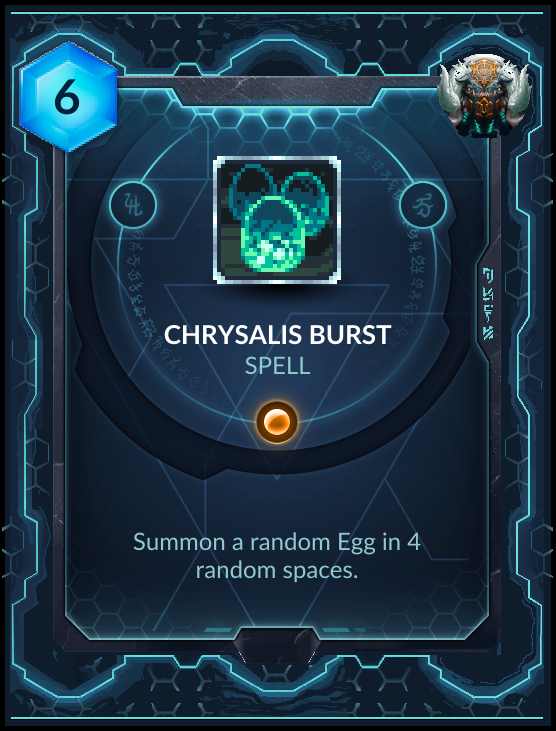 6
CHRYSALIS BURST
SPELL
Summon a random Egg in 4
random spaces.